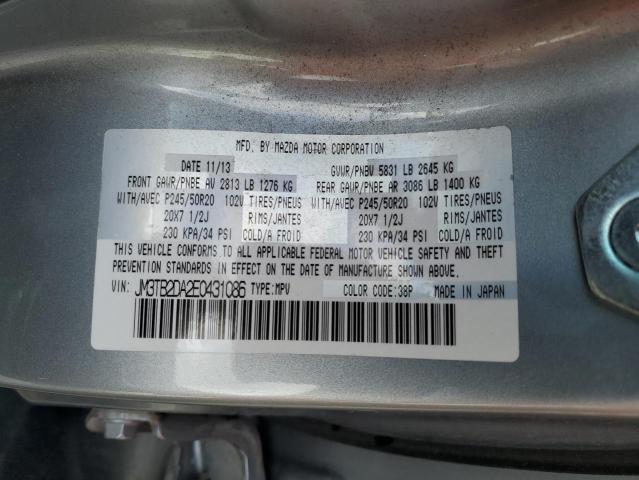 MFD. BY MAZDA MOTOR CORPORATION
DATE 11/13 GVWR/PNBV 5831 LB 2645 KG
FRONT GAWR/PNBE AV 2813 LB 1276 KG REAR GAWR/PNBE AR 3086 LB 1400 KG
WITH/AVEC P245/50R20 102V TIRES/PNEUS WITH/AVEC P245/50R20 102V TIRES/PNEUS
20X7 1/2J RIMS/JANTES 20X7 1/2J RIMS/JANTES
230 KPA/34 PSI COLD/A FROID 230 KPA/34 PSI COLD/A FROID
THIS VEHICLE CONFORMS TO ALL APPLICABLE FEDERAL MOTOR VEHICLE SAFETY AND THEFT
PREVENTION STANDARDS IN EFFECT ON THE DATE OF MANUFACTURE SHOWN ABOVE.
VIN: JM3TB2DA2E0431086 TYPE:MPV COLOR CODE:38P MADE IN JAPAN